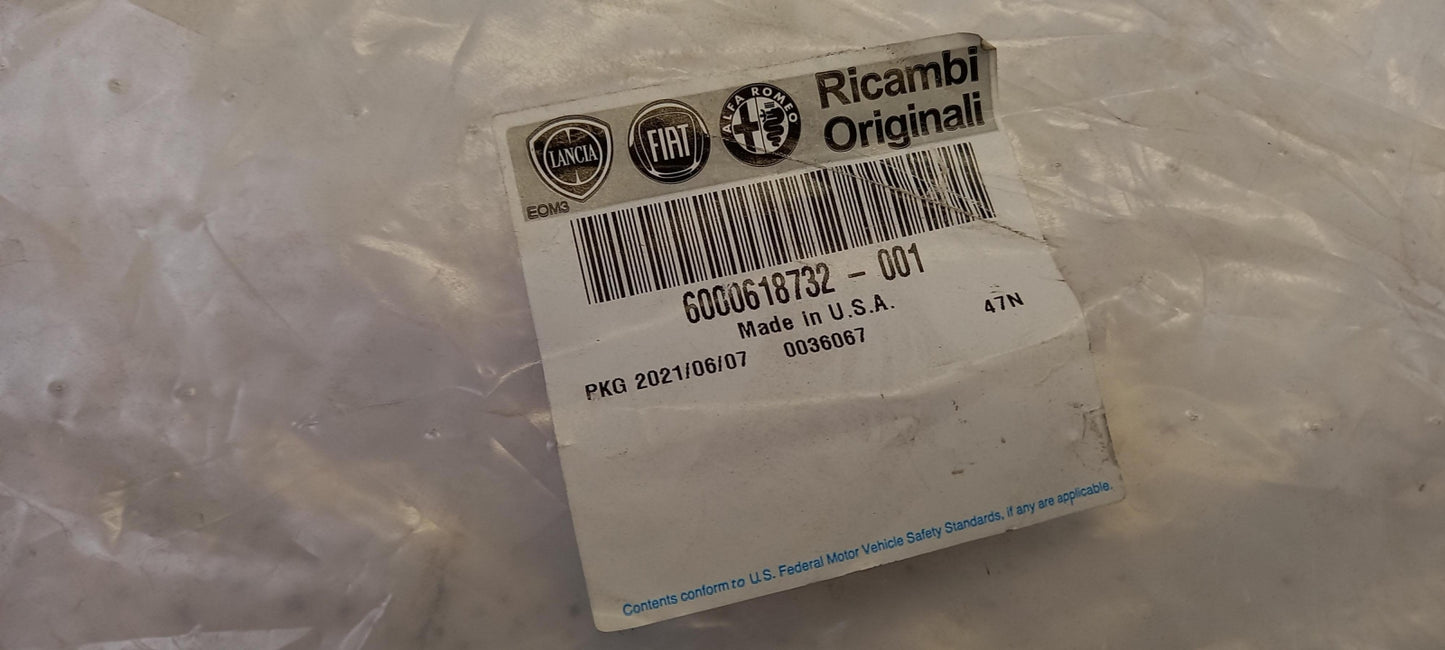 LANCIA
FIAT
ALFA ROMEO
Ricambi
Originali
EOM3
6000618732 - 001
Made in U.S.A.
47N
PKG 2021/06/07 0036067
Contents conform to U.S. Federal Motor Vehicle Safety Standards, if any are applicable.